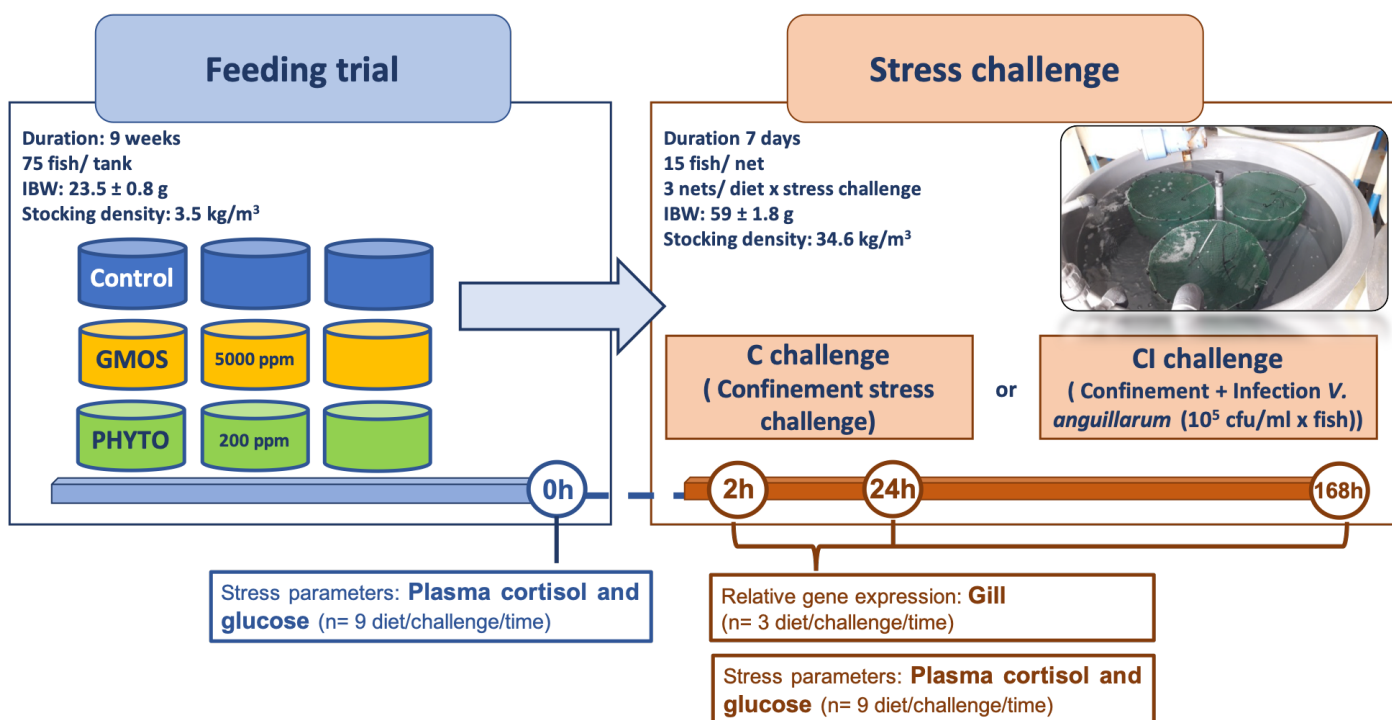 Feeding trial
Duration: 9 weeks
75 fish/ tank
IBW: 23.5 ± 0.8 g
Stocking density: 3.5 kg/m³
Control
GMOS
5000 ppm
PHYTO
200 ppm
0h
Stress parameters: Plasma cortisol and
glucose (n= 9 diet/challenge/time)
Stress challenge
Duration 7 days
15 fish/ net
3 nets/ diet x stress challenge
IBW: 59 ± 1.8 g
Stocking density: 34.6 kg/m³
C challenge
( Confinement stress
challenge)
or
CI challenge
( Confinement + Infection V.
anguillarum (10⁵ cfu/ml x fish))
2h
24h
168h
Relative gene expression: Gill
(n= 3 diet/challenge/time)
Stress parameters: Plasma cortisol and
glucose (n= 9 diet/challenge/time)